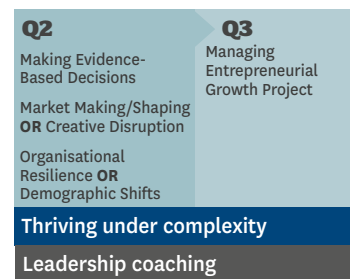 Q2
Making Evidence-
Based Decisions
Market Making/Shaping
OR Creative Disruption
Organisational
Resilience OR
Demographic Shifts
Q3
Managing
Entrepreneurial
Growth Project
Thriving under complexity
Leadership coaching